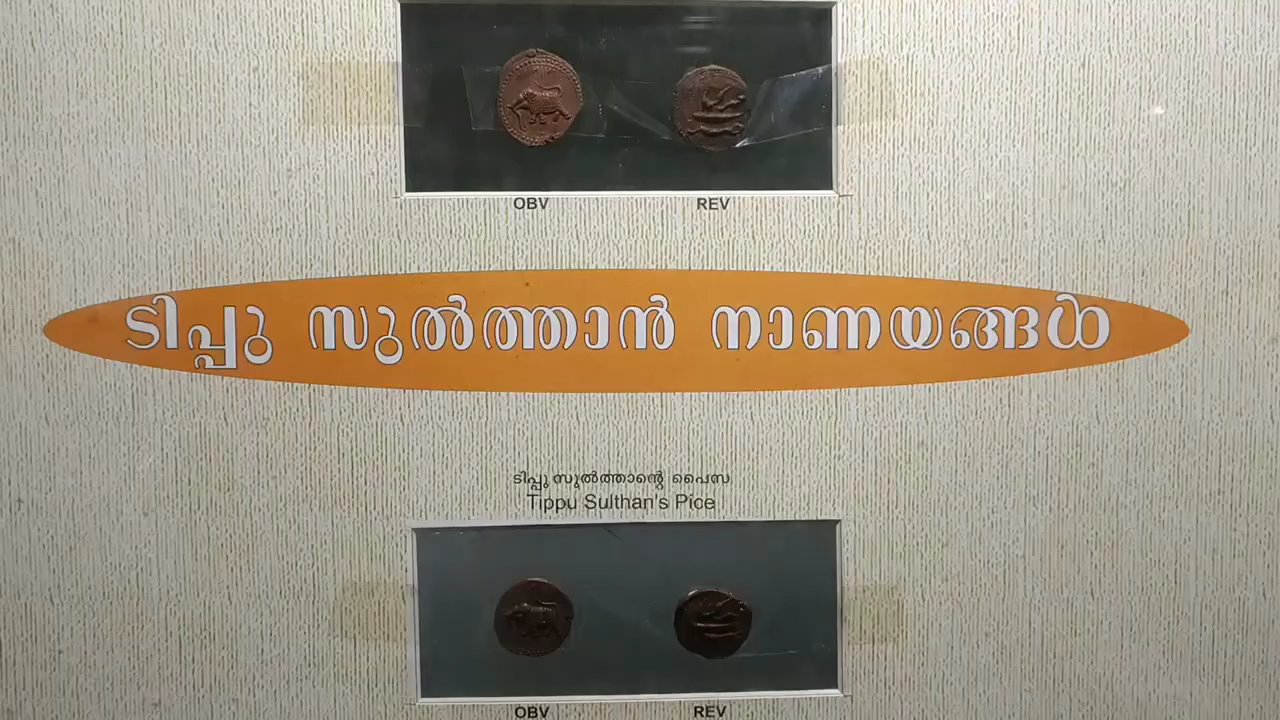 OBV REV
ടിപ്പു സുൽത്താൻ നാണയങ്ങൾ
ടിപ്പു സുൽത്താന്റെ പൈസ
Tippu Sulthan's Pice
OBV REV